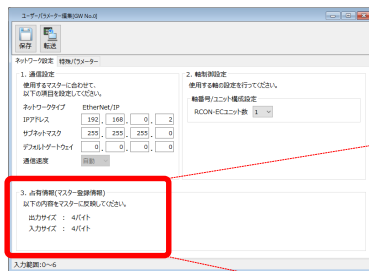 ユーザーパラメーター編集[GW No.0]
保存 転送
ネットワーク設定 特殊パラメーター
1. 通信設定
使用するマスターに合わせて、
以下の項目を設定してください。
ネットワークタイプ EtherNet/IP
IPアドレス 192 . 168 . 0 . 2
サブネットマスク 255 . 255 . 255 . 0
デフォルトゲートウェイ 0 . 0 . 0 . 0
通信速度 自動
2. 軸制御設定
使用する軸の設定を行ってください。
軸番号/ユニット構成設定
RCON-ECユニット数 1
3. 占有情報(マスター登録情報)
以下の内容をマスターに反映してください。
出力サイズ : 4バイト
入力サイズ : 4バイト
入力範囲:0～6